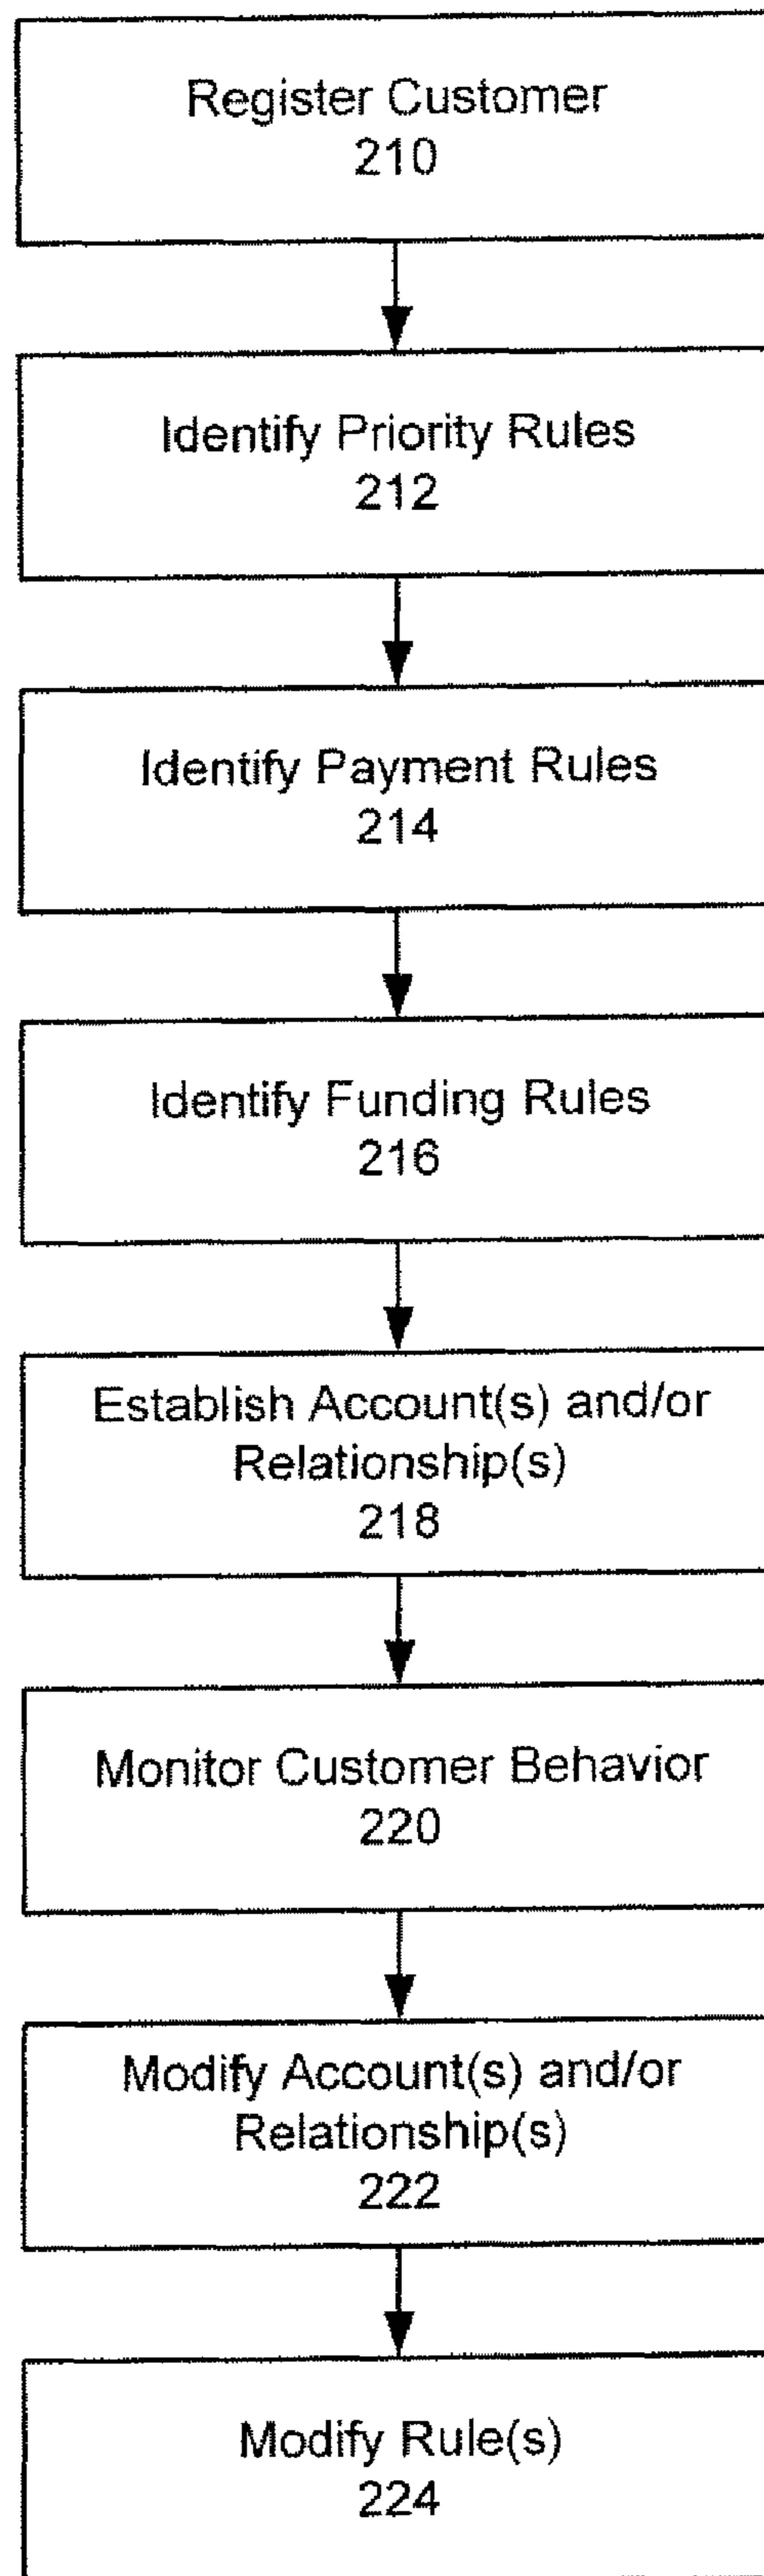 Register Customer
210
Identify Priority Rules
212
Identify Payment Rules
214
Identify Funding Rules
216
Establish Account(s) and/or
Relationship(s)
218
Monitor Customer Behavior
220
Modify Account(s) and/or
Relationship(s)
222
Modify Rule(s)
224